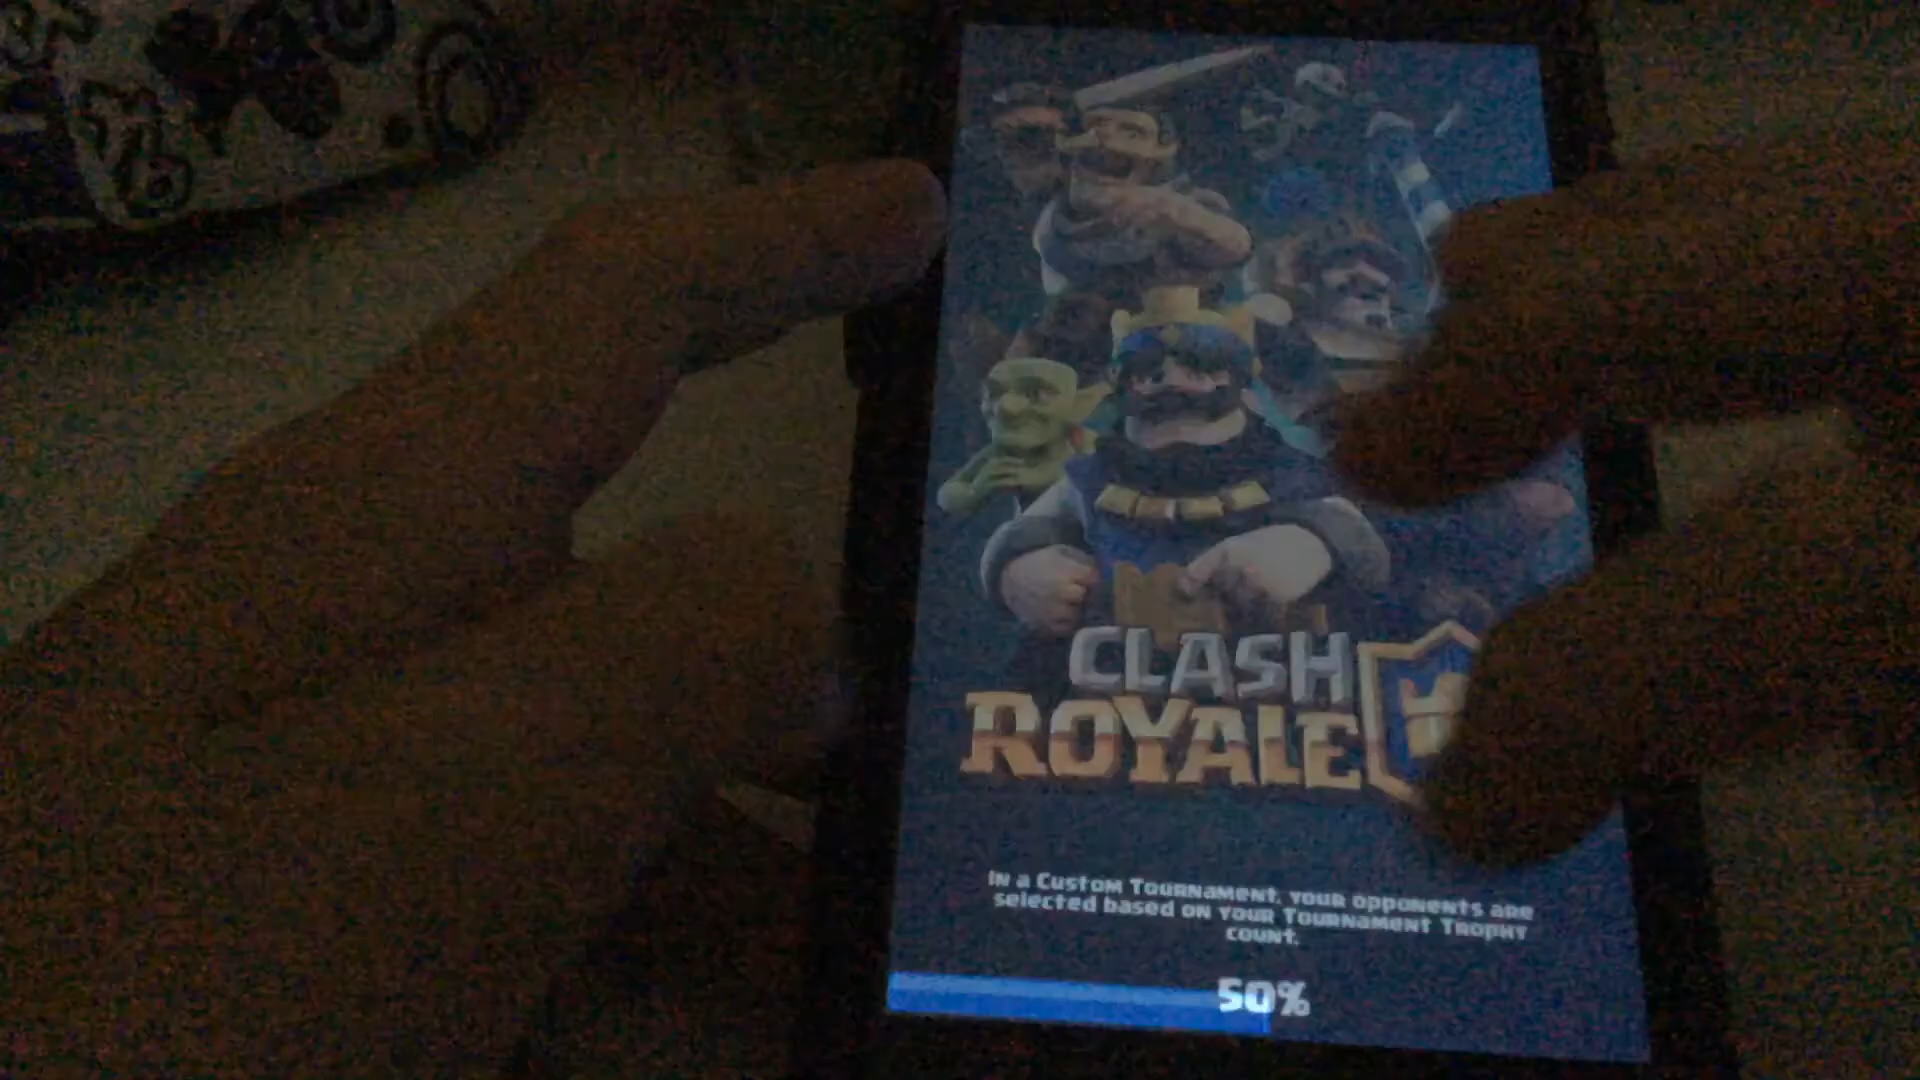 CLASH
ROYALE
IN a CUSTOM TOURNAMENT, YOUR OPPONENTS ARE
SELECTED BASED ON YOUR TOURNAMENT TROPHY
COUNT.
50%